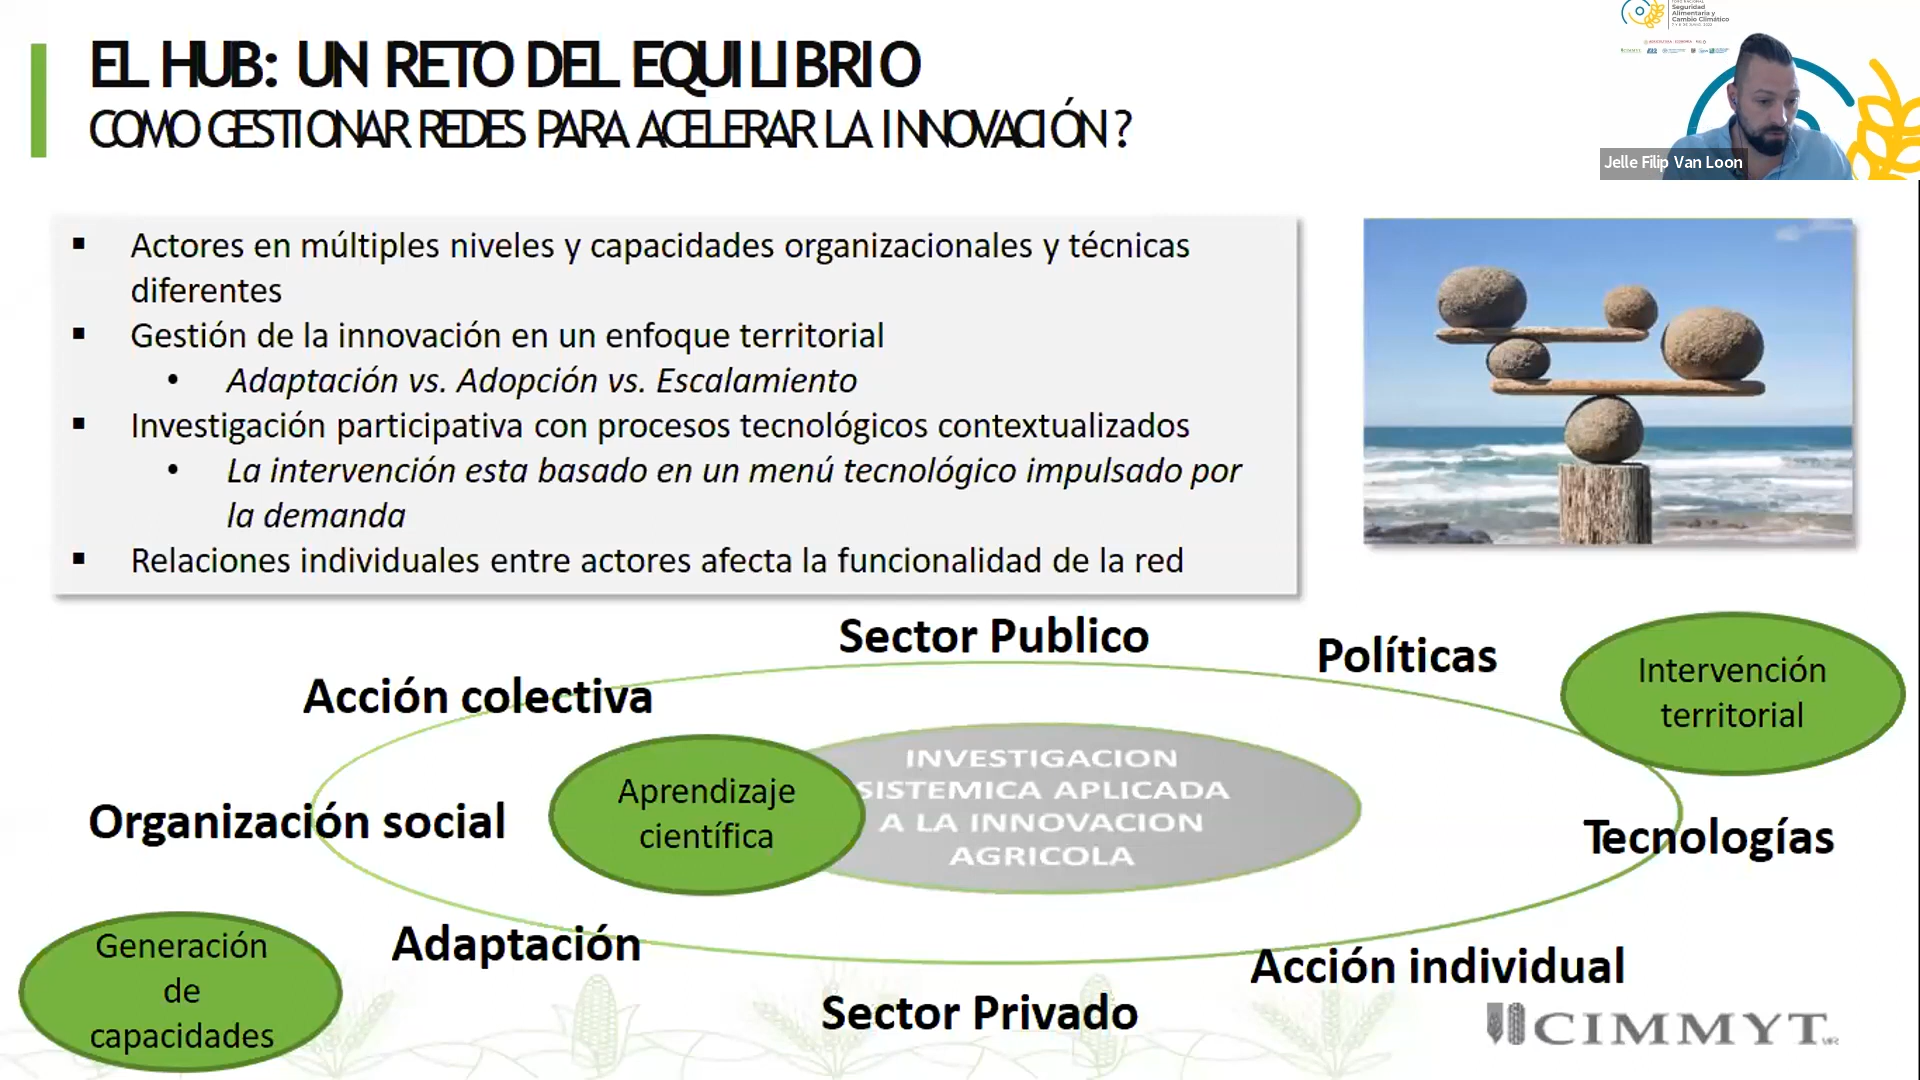 EL HUB: UN RETO DEL EQUILIBRIO
COMO GESTIONAR REDES PARA ACELERAR LA INNOVACIÓN?
Seguridad
Alimentaria y
Cambio Climático
Jelle Filip Van Loon
▪ Actores en múltiples niveles y capacidades organizacionales y técnicas
diferentes
▪ Gestión de la innovación en un enfoque territorial
• Adaptación vs. Adopción vs. Escalamiento
▪ Investigación participativa con procesos tecnológicos contextualizados
• La intervención esta basado en un menú tecnológico impulsado por
la demanda
▪ Relaciones individuales entre actores afecta la funcionalidad de la red
Sector Publico
Políticas
Intervención
territorial
Acción colectiva
INVESTIGACION
SISTEMICA APLICADA
A LA INNOVACION
AGRICOLA
Aprendizaje
científica
Organización social
Tecnologías
Adaptación
Acción individual
Generación
de
capacidades
Sector Privado
CIMMYT